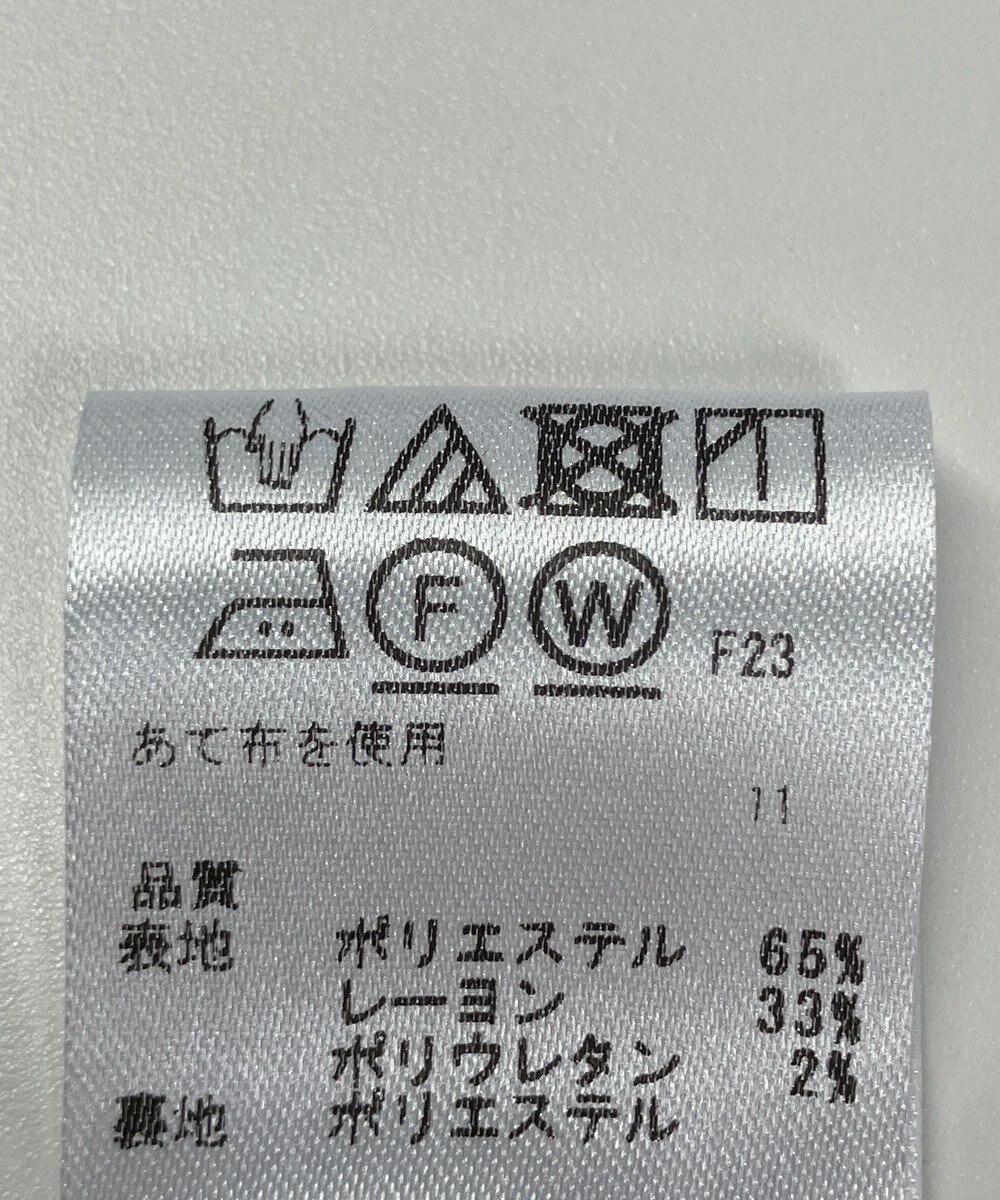 F W F23
あて布を使用
11
品質
表地 ポリエステル 65%
レーヨン 33%
ポリウレタン 2%
裏地 ポリエステル